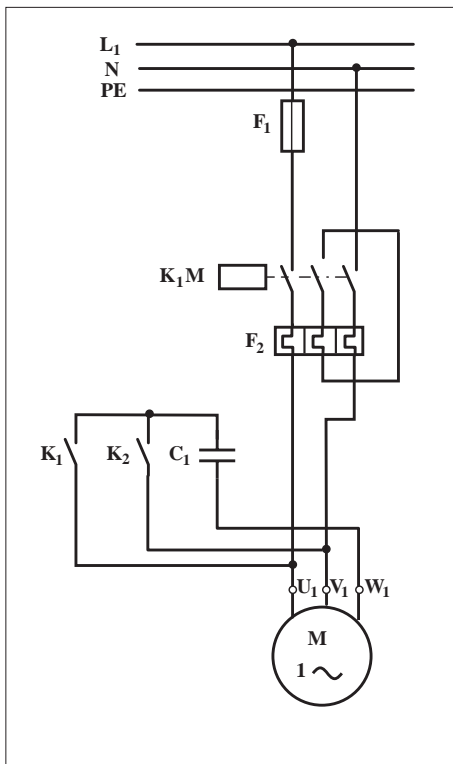 L₁
N
PE
F₁
K₁M
F₂
K₁ K₂ C₁
U₁ V₁ W₁
M
1 ~